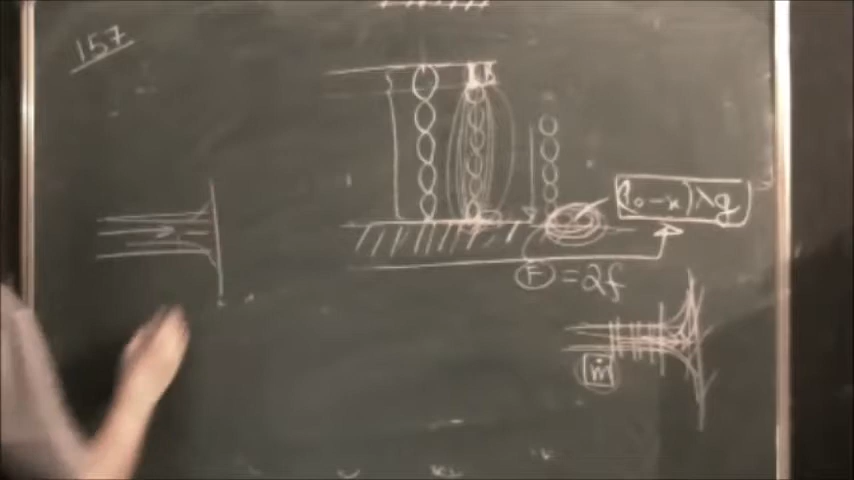 157
(l₀-x)λg
F = 2f
ṁ